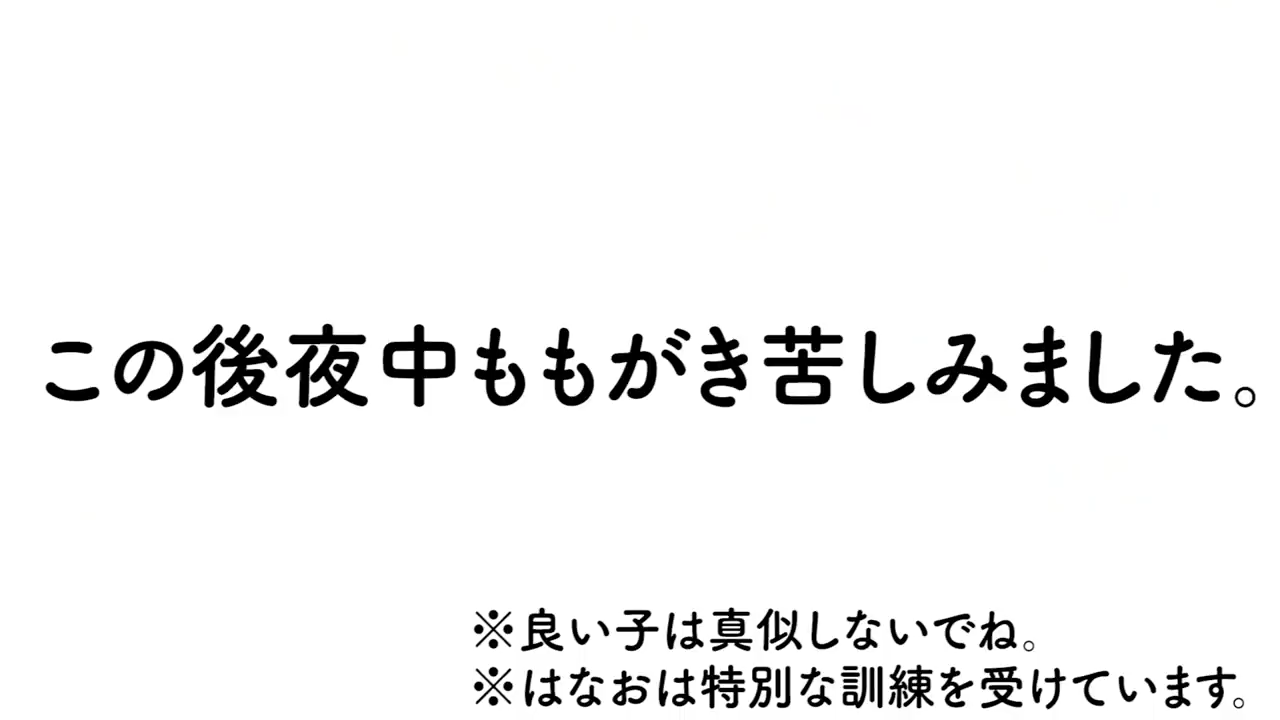 この後夜中ももがき苦しみました。
※良い子は真似しないでね。
※はなおは特別な訓練を受けています。